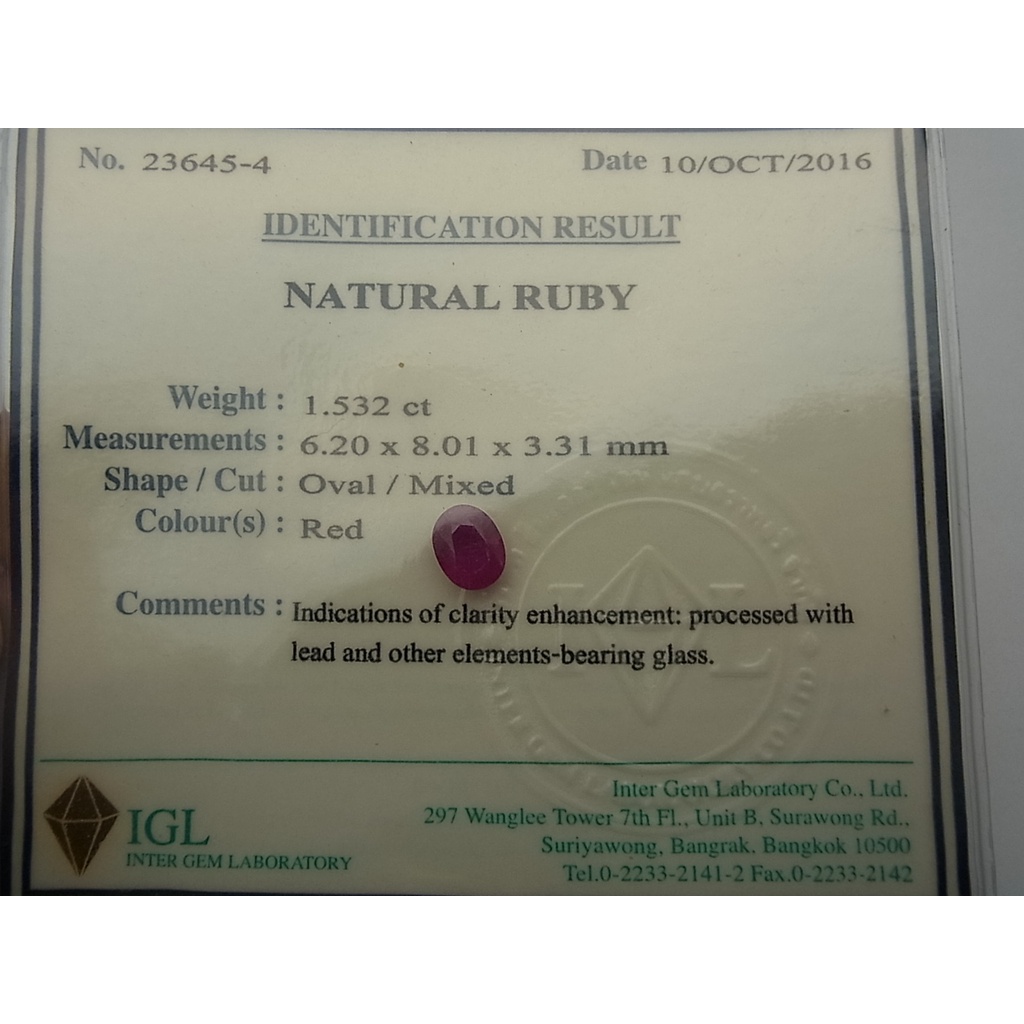 No. 23645-4 Date 10/OCT/2016
IDENTIFICATION RESULT
NATURAL RUBY
Weight : 1.532 ct
Measurements : 6.20 x 8.01 x 3.31 mm
Shape / Cut : Oval / Mixed
Colour(s) : Red
Comments : Indications of clarity enhancement: processed with
lead and other elements-bearing glass.
IGL
INTER GEM LABORATORY
Inter Gem Laboratory Co., Ltd.
297 Wanglee Tower 7th Fl., Unit B, Surawong Rd.,
Suriyawong, Bangrak, Bangkok 10500
Tel.0-2233-2141-2 Fax.0-2233-2142